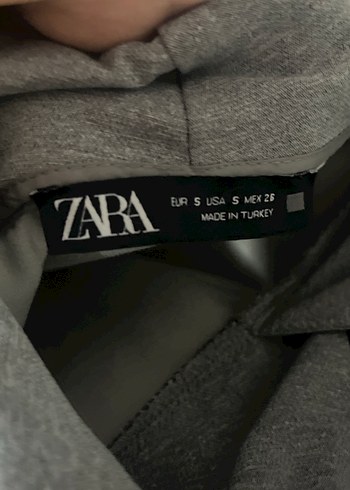 ZARA
EUR S USA S MEX 26
MADE IN TURKEY